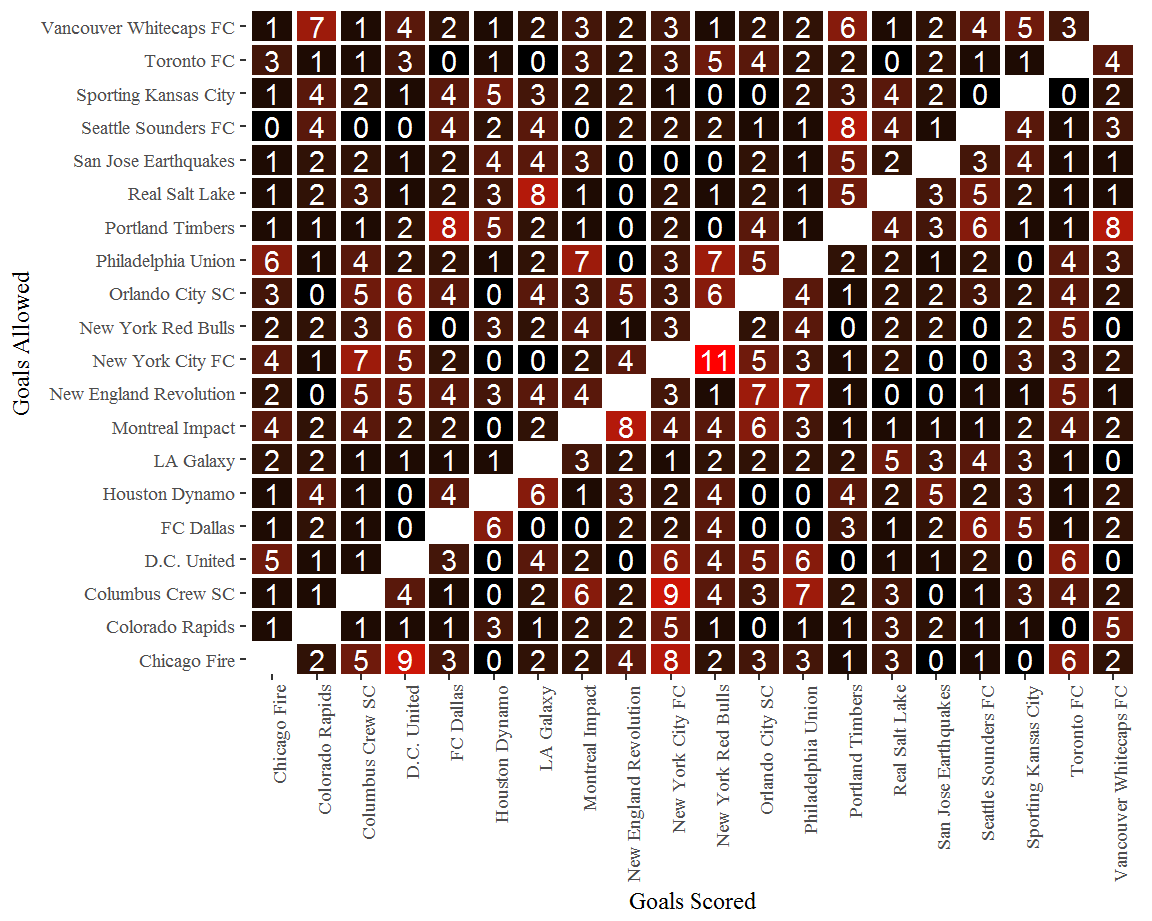 Vancouver Whitecaps FC 1 7 1 4 2 1 2 3 2 3 1 2 2 6 1 2 4 5 3
Toronto FC 3 1 1 3 0 1 0 3 2 3 5 4 2 2 0 2 1 1 4
Sporting Kansas City 1 4 2 1 4 5 3 2 2 1 0 0 2 3 4 2 0 0 2
Seattle Sounders FC 0 4 0 0 4 2 4 0 2 2 2 1 1 8 4 1 4 1 3
San Jose Earthquakes 1 2 2 1 2 4 4 3 0 0 0 2 1 5 2 3 4 1 1
Real Salt Lake 1 2 3 1 2 3 8 1 0 2 1 2 1 5 3 5 2 1 1
Portland Timbers 1 1 1 2 8 5 2 1 0 2 0 4 1 4 3 6 1 1 8
Philadelphia Union 6 1 4 2 2 1 2 7 0 3 7 5 2 2 1 2 0 4 3
Orlando City SC 3 0 5 6 4 0 4 3 5 3 6 4 1 2 2 3 2 4 2
New York Red Bulls 2 2 3 6 0 3 2 4 1 3 2 4 0 2 2 0 2 5 0
New York City FC 4 1 7 5 2 0 0 2 4 11 5 3 1 2 0 0 3 3 2
New England Revolution 2 0 5 5 4 3 4 4 3 1 7 7 1 0 0 1 1 5 1
Montreal Impact 4 2 4 2 2 0 2 8 4 4 6 3 1 1 1 1 2 4 2
LA Galaxy 2 2 1 1 1 1 3 2 1 2 2 2 2 5 3 4 3 1 0
Houston Dynamo 1 4 1 0 4 6 1 3 2 4 0 0 4 2 5 2 3 1 2
FC Dallas 1 2 1 0 6 0 0 2 2 4 0 0 3 1 2 6 5 1 2
D.C. United 5 1 1 3 0 4 2 0 6 4 5 6 0 1 1 2 0 6 0
Columbus Crew SC 1 1 4 1 0 2 6 2 9 4 3 7 2 3 0 1 3 4 2
Colorado Rapids 1 1 1 1 3 1 2 2 5 1 0 1 1 3 2 1 1 0 5
Chicago Fire 2 5 9 3 0 2 2 4 8 2 3 3 1 3 0 1 0 6 2
Goals Allowed
Chicago Fire
Colorado Rapids
Columbus Crew SC
D.C. United
FC Dallas
Houston Dynamo
LA Galaxy
Montreal Impact
New England Revolution
New York City FC
New York Red Bulls
Orlando City SC
Philadelphia Union
Portland Timbers
Real Salt Lake
San Jose Earthquakes
Seattle Sounders FC
Sporting Kansas City
Toronto FC
Vancouver Whitecaps FC
Goals Scored